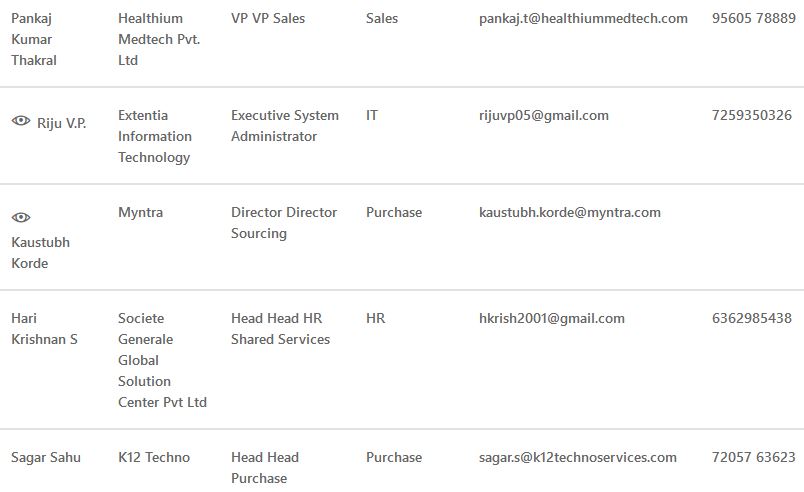 Pankaj Kumar Thakral Healthium Medtech Pvt. Ltd VP VP Sales Sales pankaj.t@healthiummedtech.com 95605 78889
Riju V.P. Extentia Information Technology Executive System Administrator IT rijuvp05@gmail.com 7259350326
Kaustubh Korde Myntra Director Director Sourcing Purchase kaustubh.korde@myntra.com
Hari Krishnan S Societe Generale Global Solution Center Pvt Ltd Head Head HR Shared Services HR hkrish2001@gmail.com 6362985438
Sagar Sahu K12 Techno Head Head Purchase Purchase sagar.s@k12technoservices.com 72057 63623